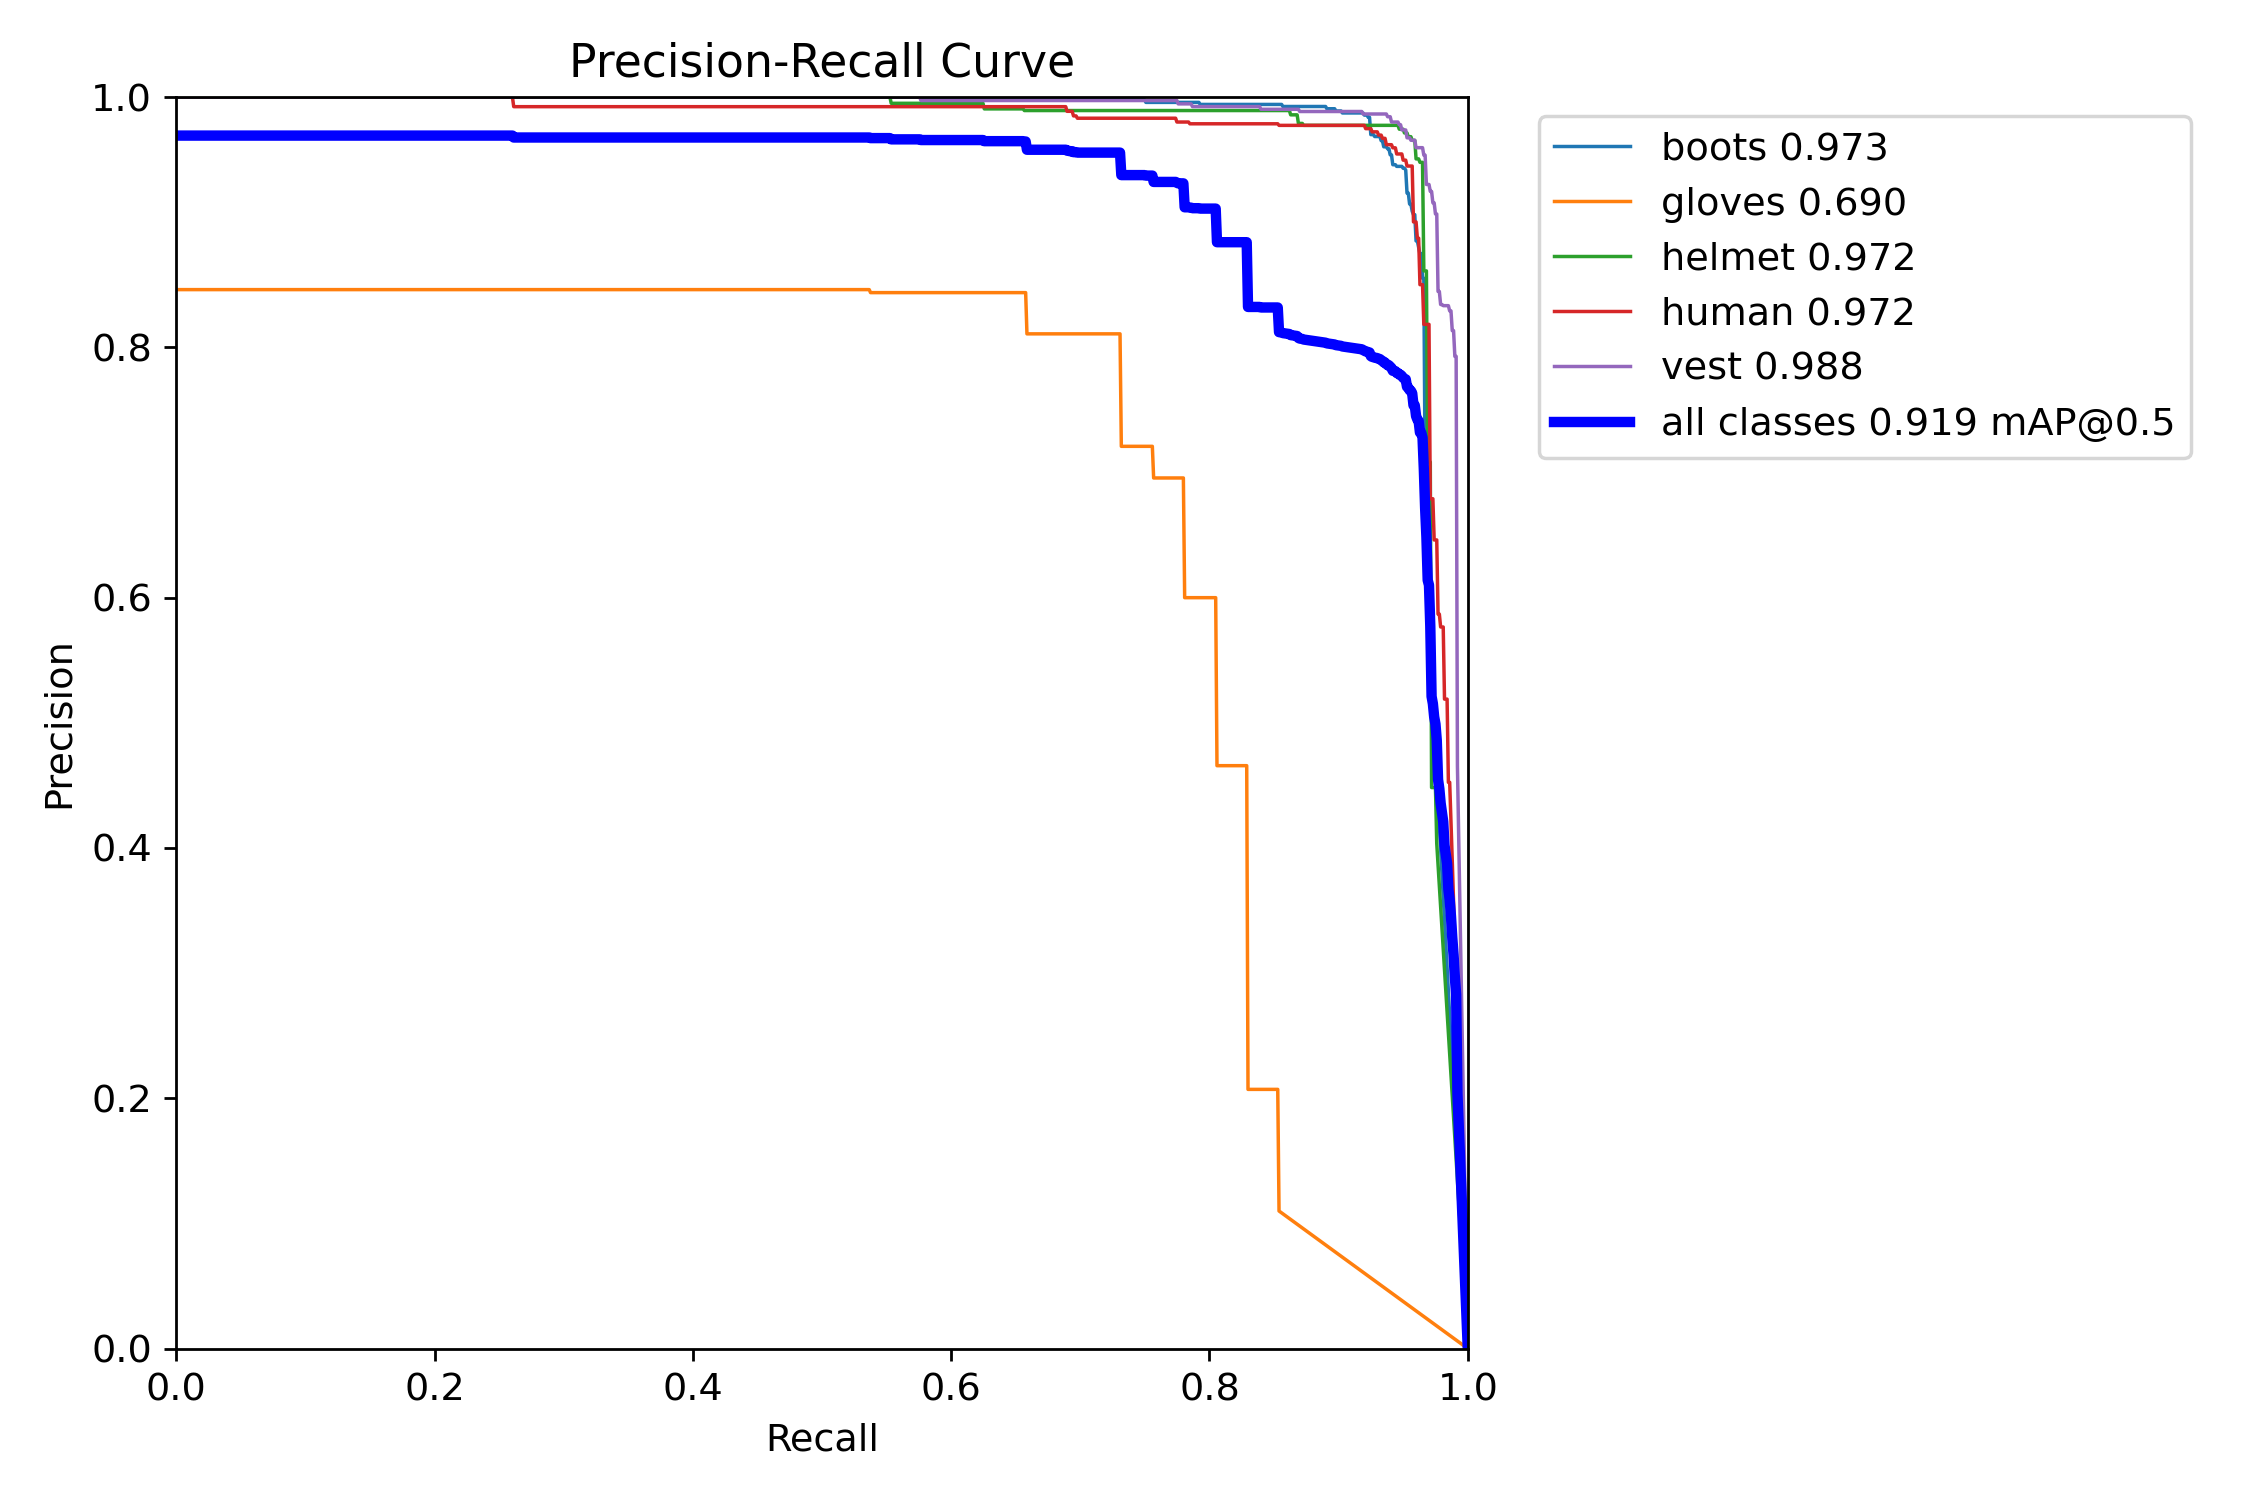 Precision-Recall Curve
1.0
0.8
0.6
0.4
0.2
0.0
Precision
0.0 0.2 0.4 0.6 0.8 1.0
Recall
boots 0.973
gloves 0.690
helmet 0.972
human 0.972
vest 0.988
all classes 0.919 mAP@0.5